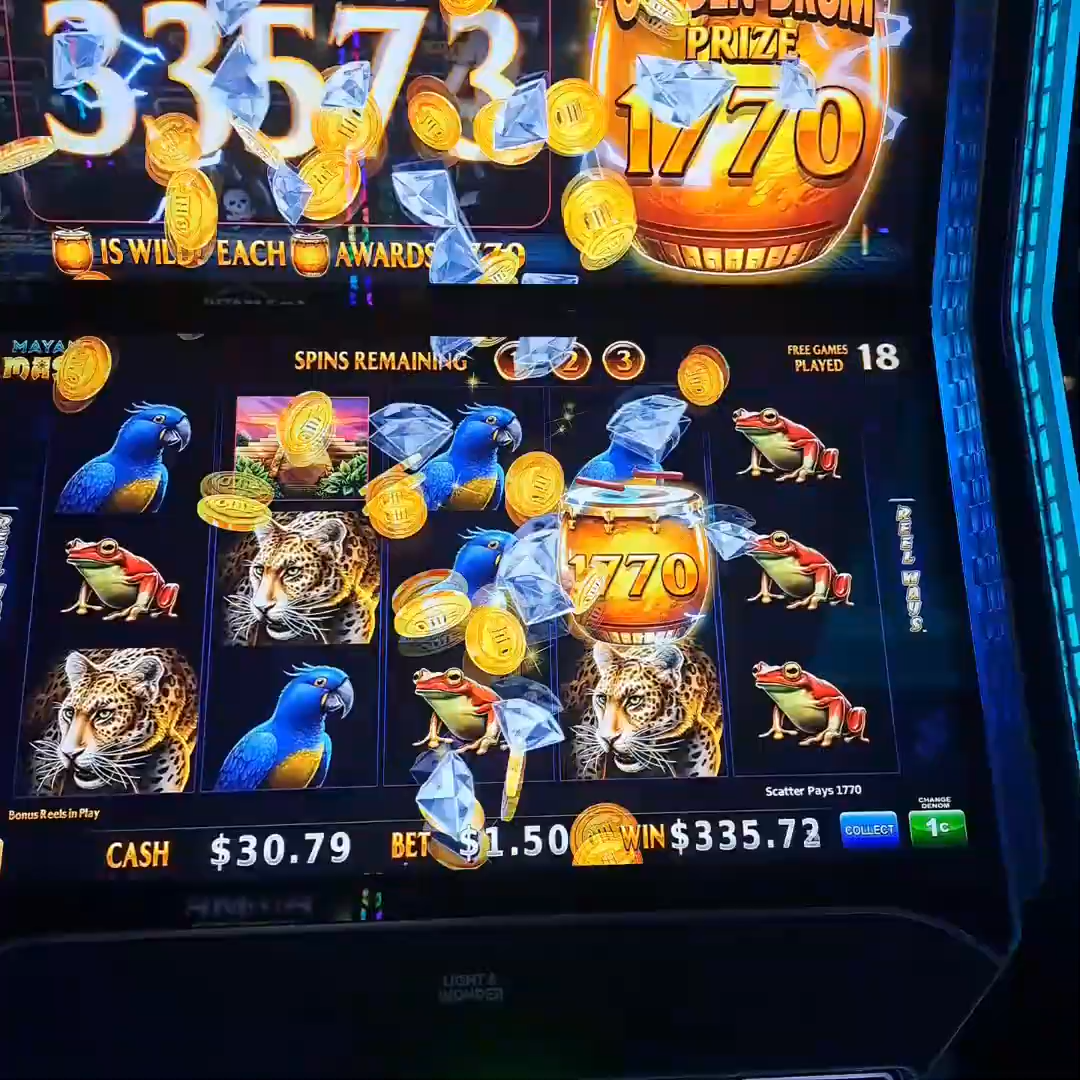 33573
PRIZE
1770
IS WILD EACH AWARDS
MAYAN
SPINS REMAINING 1 2 3
FREE GAMES
PLAYED 18
1770
REEL WAYS
Scatter Pays 1770
Bonus Reels in Play
CASH $30.79 BET $1.50 WIN $335.72
COLLECT
CHANGE
DENOM
1¢
LIGHT &
WONDER